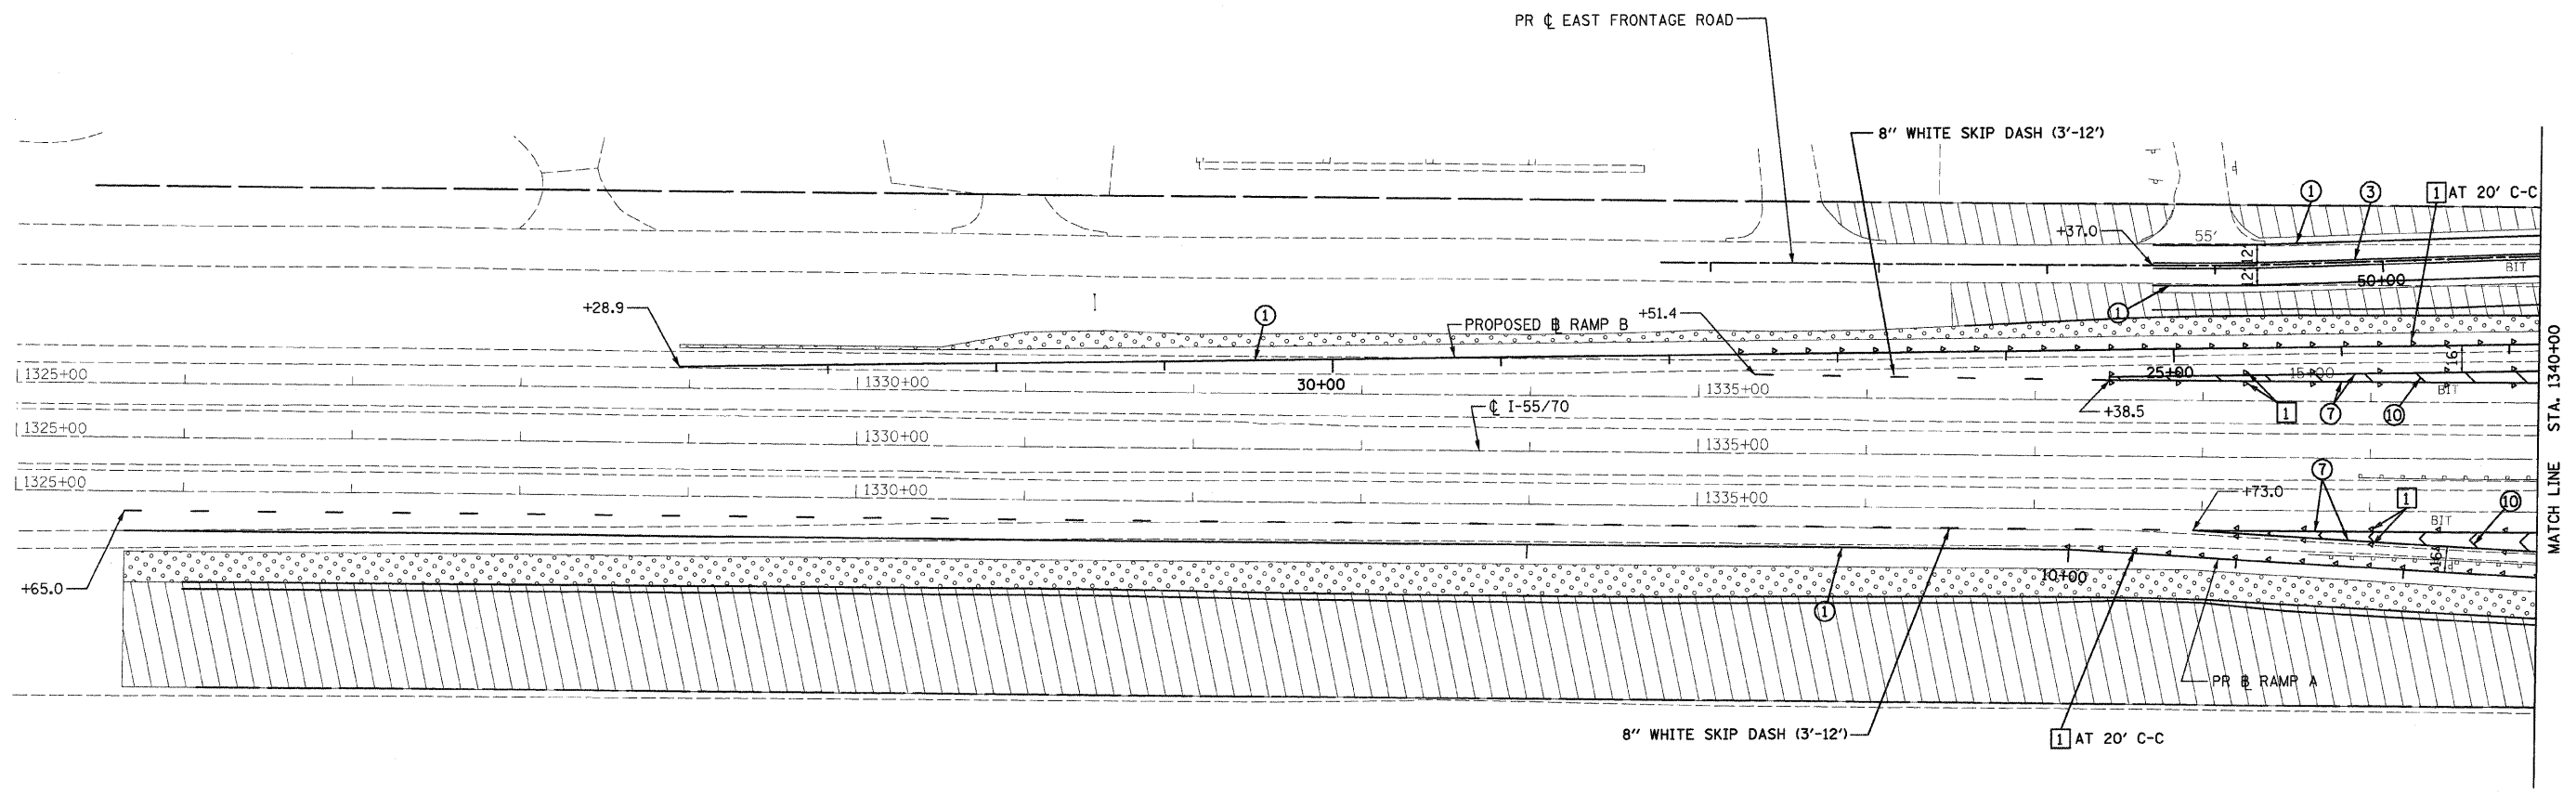 PR ℄ EAST FRONTAGE ROAD
8" WHITE SKIP DASH (3'-12')
1 3 1 AT 20' C-C
+37.0
55'
12' 12'
BIT
50+00
1
+28.9
1
PROPOSED ℄ RAMP B
+51.4
16'
1325+00
1330+00
30+00
1335+00
25+00
15+00
BIT
+38.5
1 7 10
℄ I-55/70
1325+00
1330+00
1335+00
MATCH LINE STA. 1340+00
1325+00
1330+00
1335+00
7
+73.0
1
10
BIT
16'
10+00
+65.0
1
PR ℄ RAMP A
8" WHITE SKIP DASH (3'-12')
1 AT 20' C-C